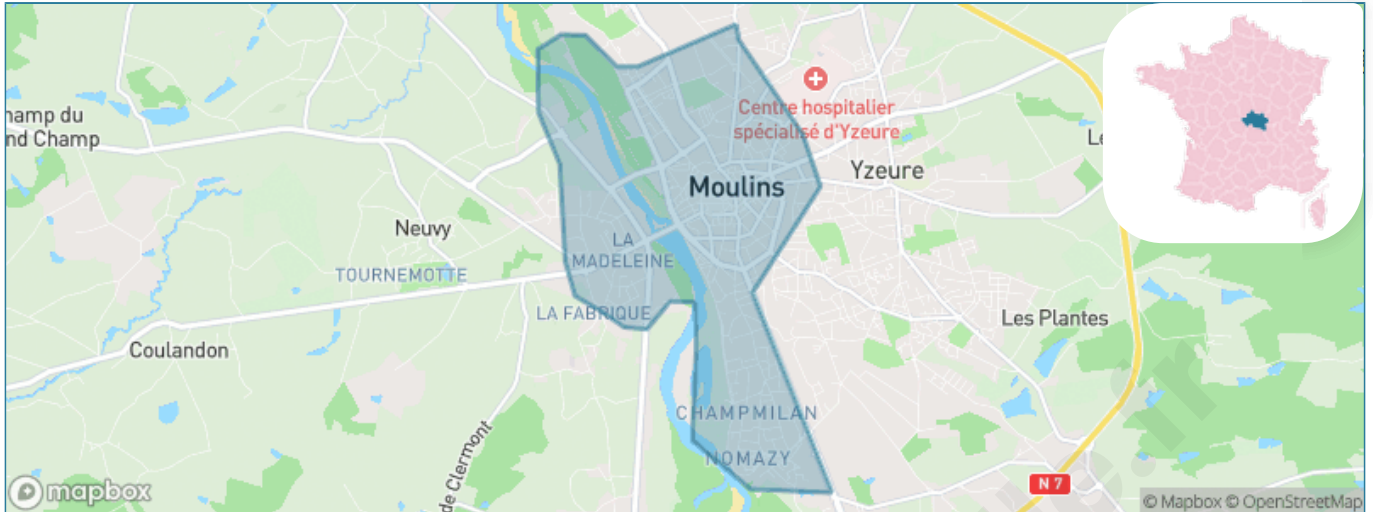 hamp du
nd Champ
Centre hospitalier
spécialisé d'Yzeure
Le
Moulins
Yzeure
Neuvy
LA
MADELEINE
TOURNEMOTTE
LA FABRIQUE
Les Plantes
Coulandon
CHAMPMILAN
NOMAZY
de Clermont
N 7
mapbox
© Mapbox © OpenStreetMap